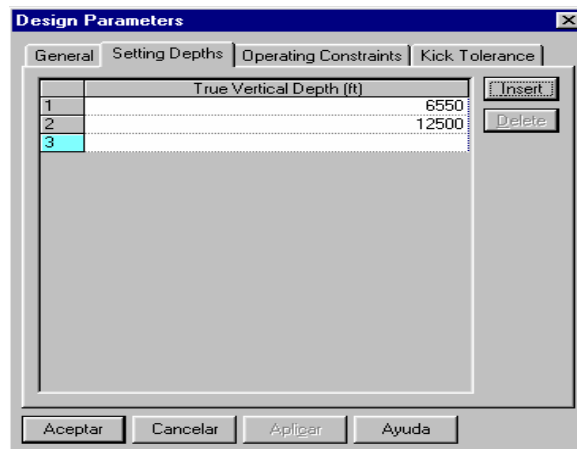 Design Parameters
General Setting Depths Operating Constraints Kick Tolerance
True Vertical Depth (ft) Insert
1 6550
2 12500 Delete
3
Aceptar Cancelar Aplicar Ayuda